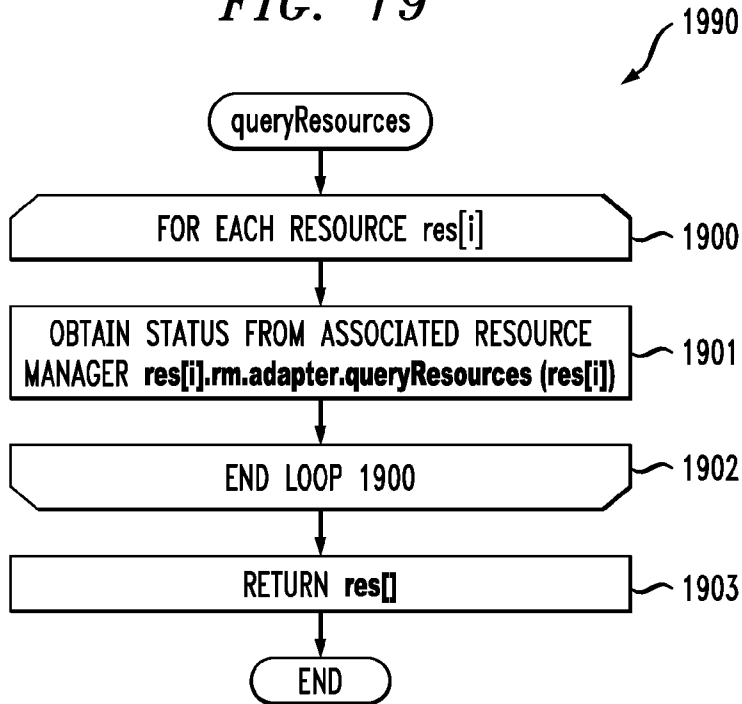 FIG. 19
1990
queryResources
FOR EACH RESOURCE res[i]
1900
OBTAIN STATUS FROM ASSOCIATED RESOURCE
MANAGER res[i].rm.adapter.queryResources (res[i])
1901
END LOOP 1900
1902
RETURN res[]
1903
END